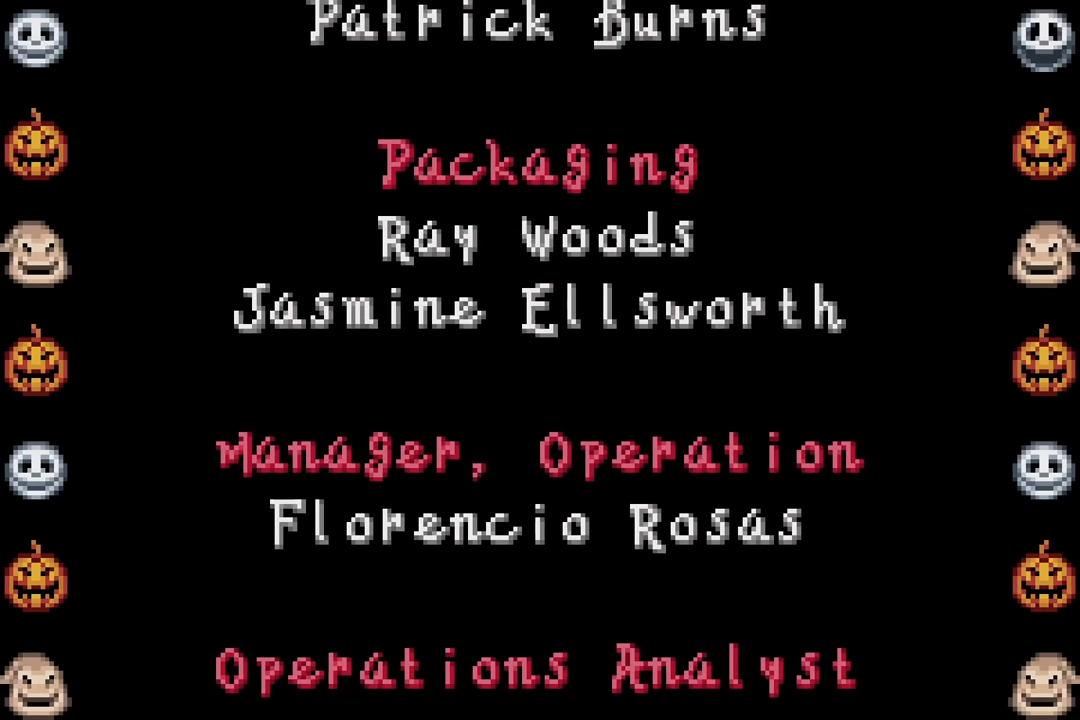 Patrick Burns
Packaging
Ray Woods
Jasmine Ellsworth
Manager, Operation
Florencio Rosas
Operations Analyst